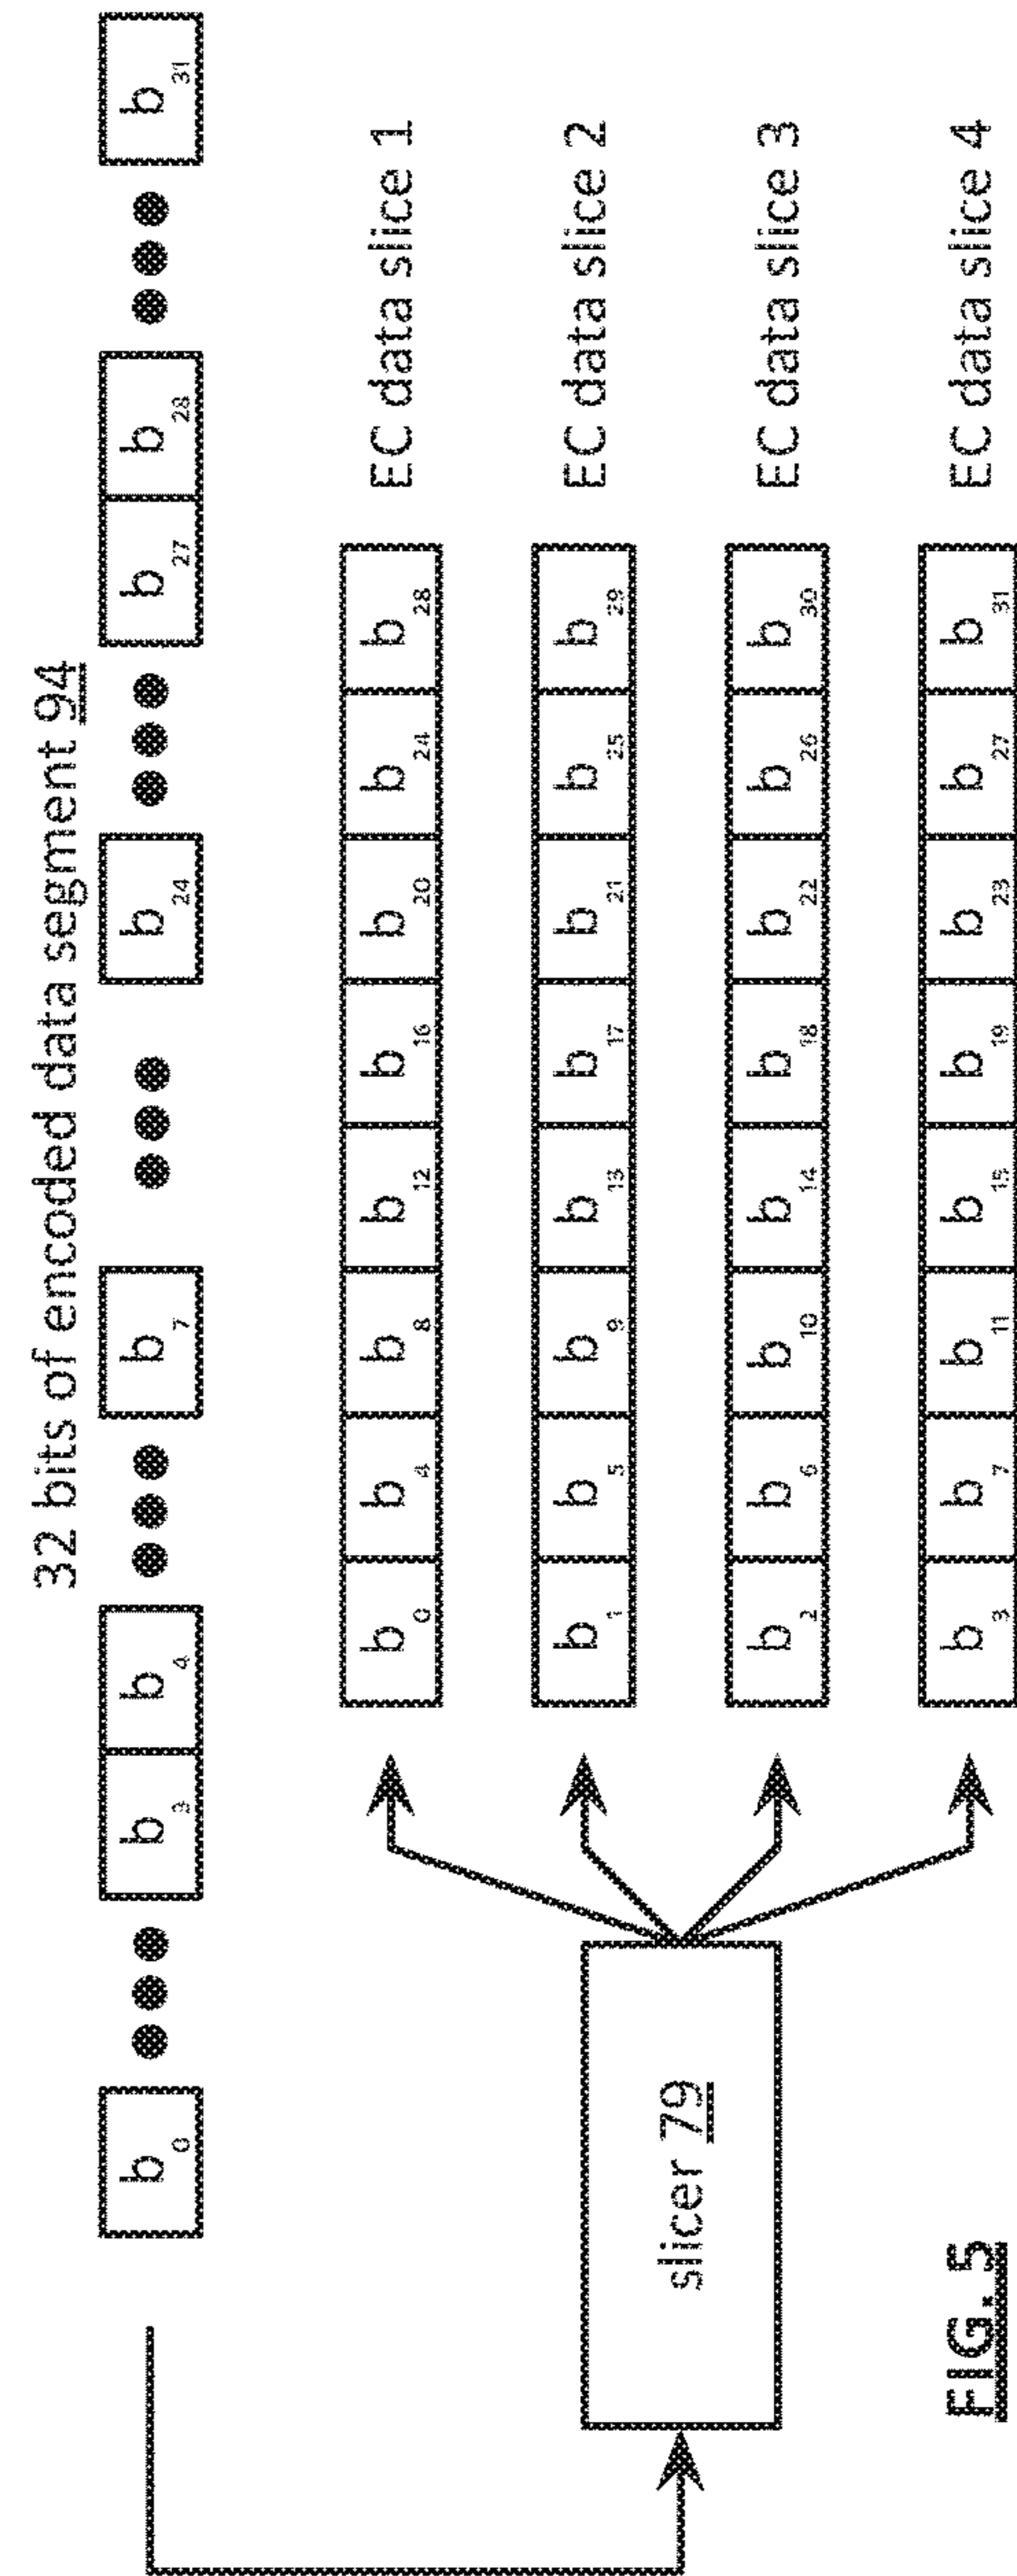 32 bits of encoded data segment 94
b0 b3 b4 b7 b24 b27 b28 b31
b0 b4 b8 b12 b16 b20 b24 b28 EC data slice 1
b1 b5 b9 b13 b17 b21 b25 b29 EC data slice 2
slicer 79
b2 b6 b10 b14 b18 b22 b26 b30 EC data slice 3
b3 b7 b11 b15 b19 b23 b27 b31 EC data slice 4
FIG. 5